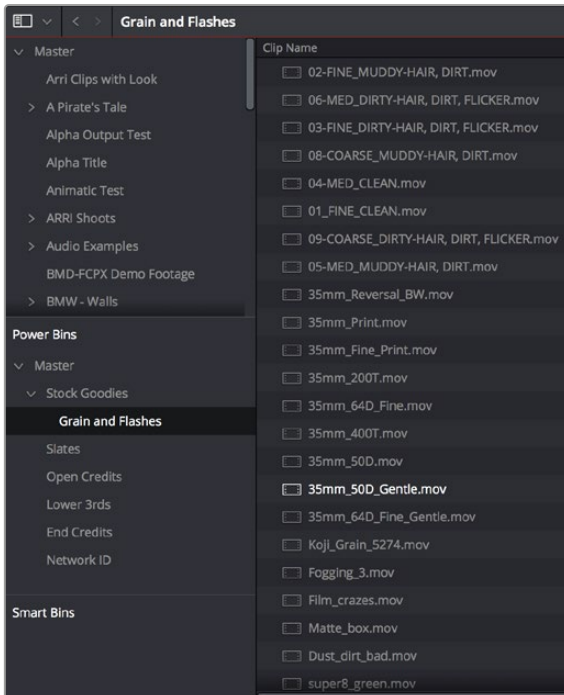 Grain and Flashes
Master
Arri Clips with Look
A Pirate's Tale
Alpha Output Test
Alpha Title
Animatic Test
ARRI Shoots
Audio Examples
BMD-FCPX Demo Footage
BMW - Walls
Power Bins
Master
Stock Goodies
Grain and Flashes
Slates
Open Credits
Lower 3rds
End Credits
Network ID
Smart Bins
Clip Name
02-FINE_MUDDY-HAIR, DIRT.mov
06-MED_DIRTY-HAIR, DIRT, FLICKER.mov
03-FINE_DIRTY-HAIR, DIRT, FLICKER.mov
08-COARSE_MUDDY-HAIR, DIRT.mov
04-MED_CLEAN.mov
01_FINE_CLEAN.mov
09-COARSE_DIRTY-HAIR, DIRT, FLICKER.mov
05-MED_MUDDY-HAIR, DIRT.mov
35mm_Reversal_BW.mov
35mm_Print.mov
35mm_Fine_Print.mov
35mm_200T.mov
35mm_64D_Fine.mov
35mm_400T.mov
35mm_50D.mov
35mm_50D_Gentle.mov
35mm_64D_Fine_Gentle.mov
Koji_Grain_5274.mov
Fogging_3.mov
Film_crazes.mov
Matte_box.mov
Dust_dirt_bad.mov
super8_green.mov